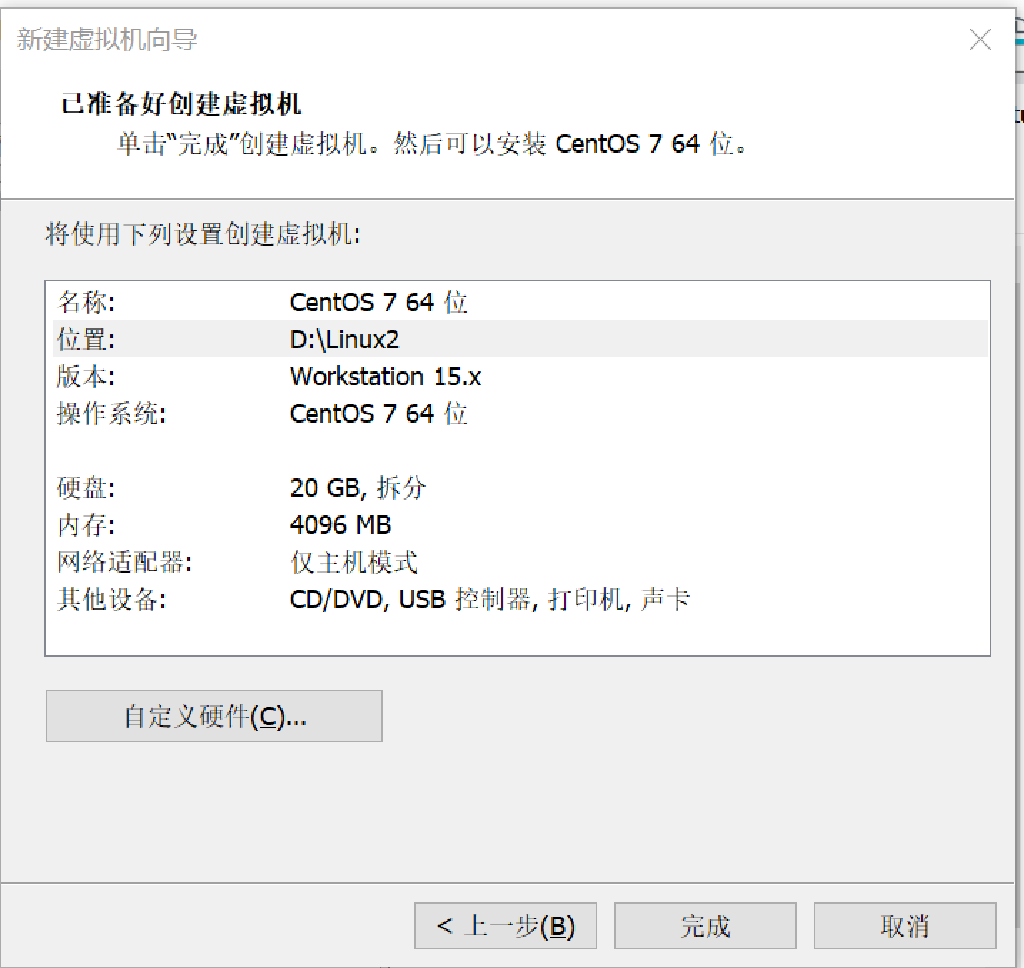 新建虚拟机向导
已准备好创建虚拟机
单击“完成”创建虚拟机。然后可以安装 CentOS 7 64 位。
将使用下列设置创建虚拟机:
名称: CentOS 7 64 位
位置: D:\Linux2
版本: Workstation 15.x
操作系统: CentOS 7 64 位
硬盘: 20 GB, 拆分
内存: 4096 MB
网络适配器: 仅主机模式
其他设备: CD/DVD, USB 控制器, 打印机, 声卡
自定义硬件(C)...
< 上一步(B) 完成 取消